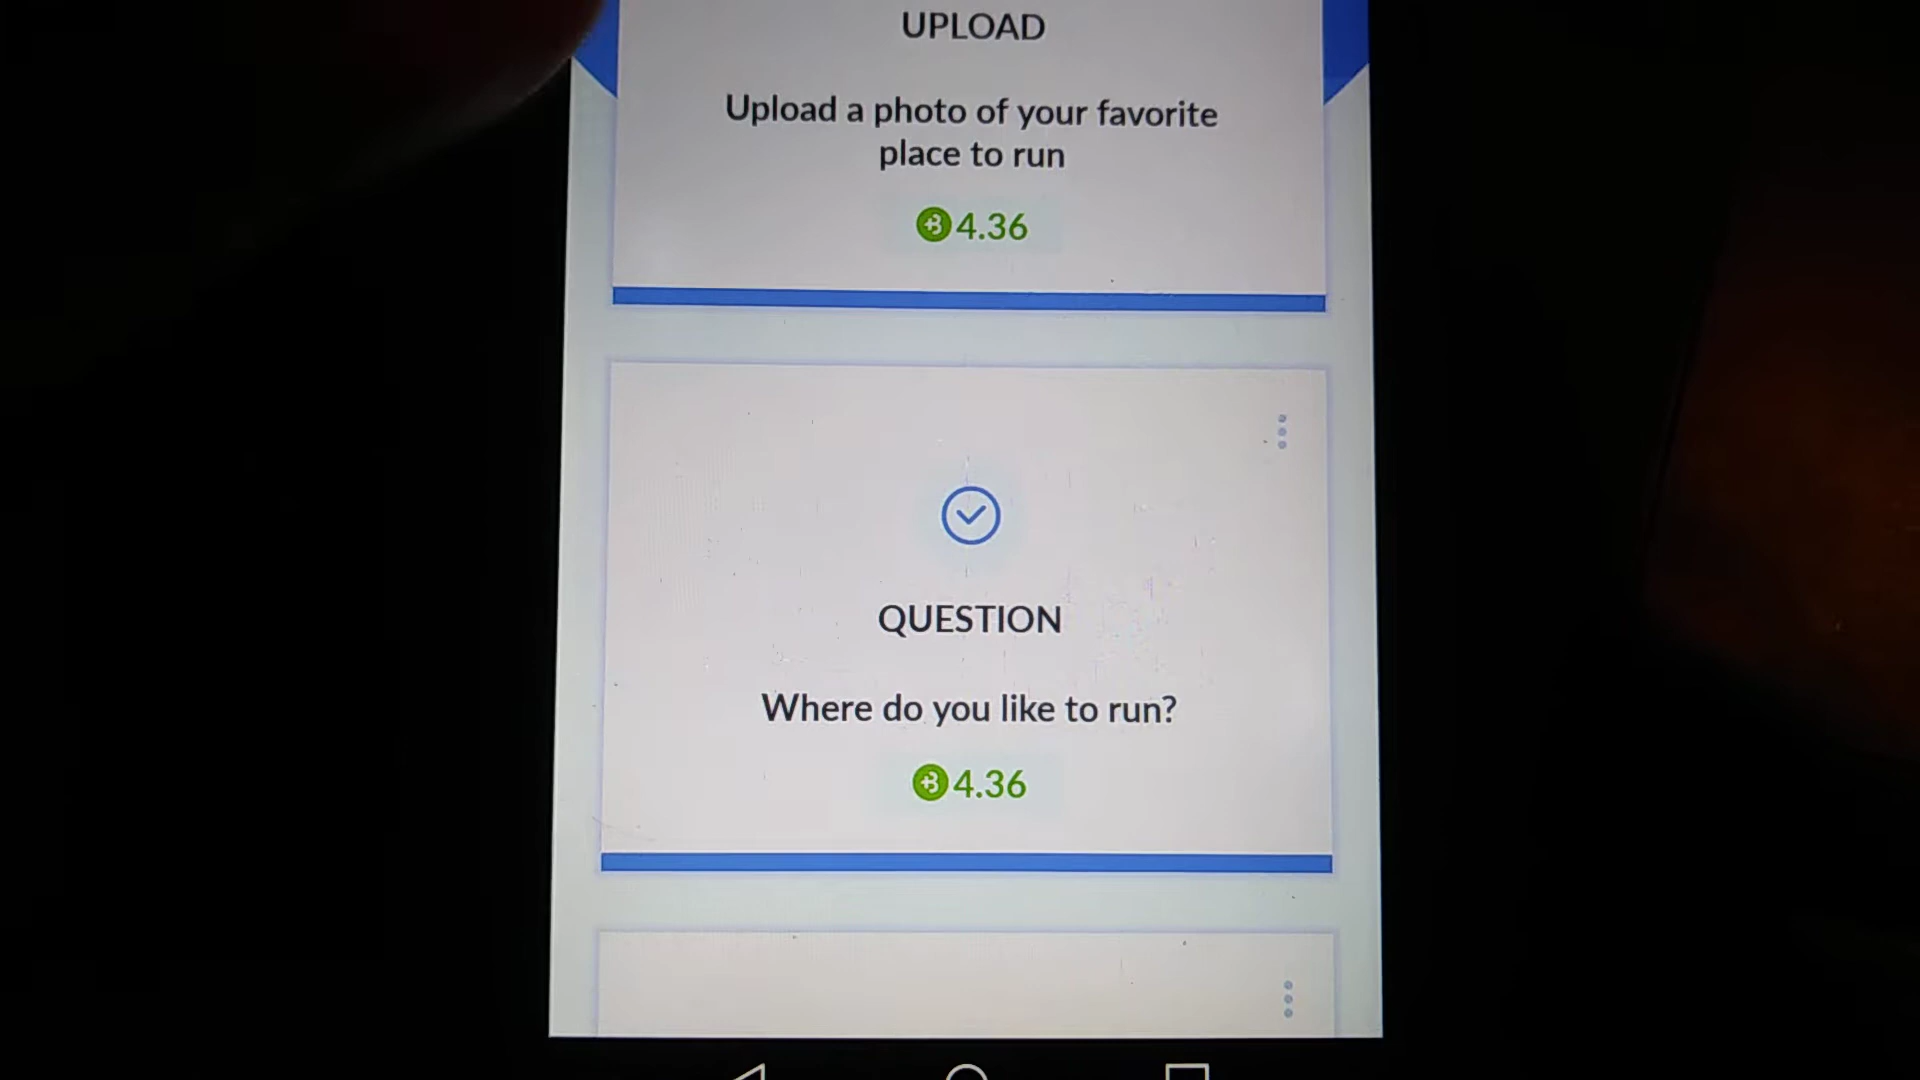 UPLOAD
Upload a photo of your favorite
place to run
4.36
QUESTION
Where do you like to run?
4.36